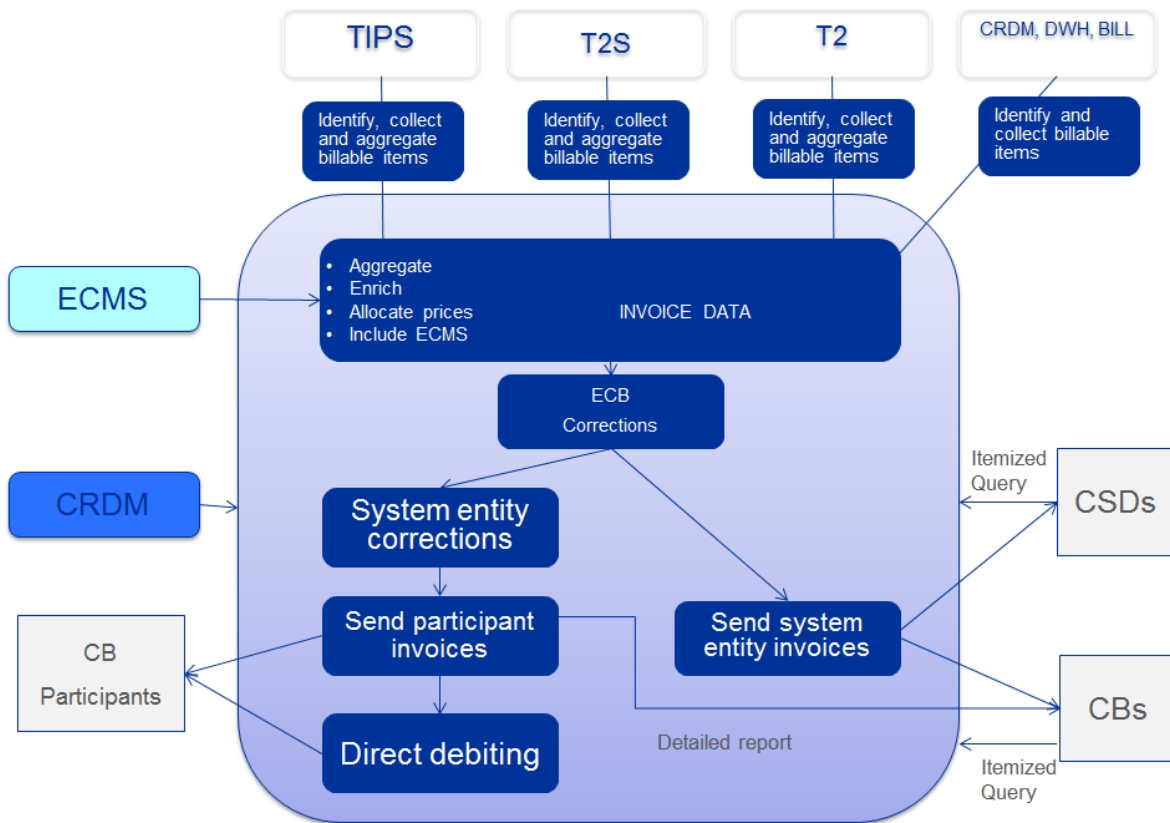 TIPS
T2S
T2
CRDM, DWH, BILL
Identify, collect
and aggregate
billable items
Identify, collect
and aggregate
billable items
Identify, collect
and aggregate
billable items
Identify and
collect billable
items
ECMS
• Aggregate
• Enrich
• Allocate prices
• Include ECMS
INVOICE DATA
ECB
Corrections
CRDM
System entity
corrections
Itemized
Query
CSDs
CB
Participants
Send participant
invoices
Send system
entity invoices
CBs
Direct debiting
Detailed report
Itemized
Query